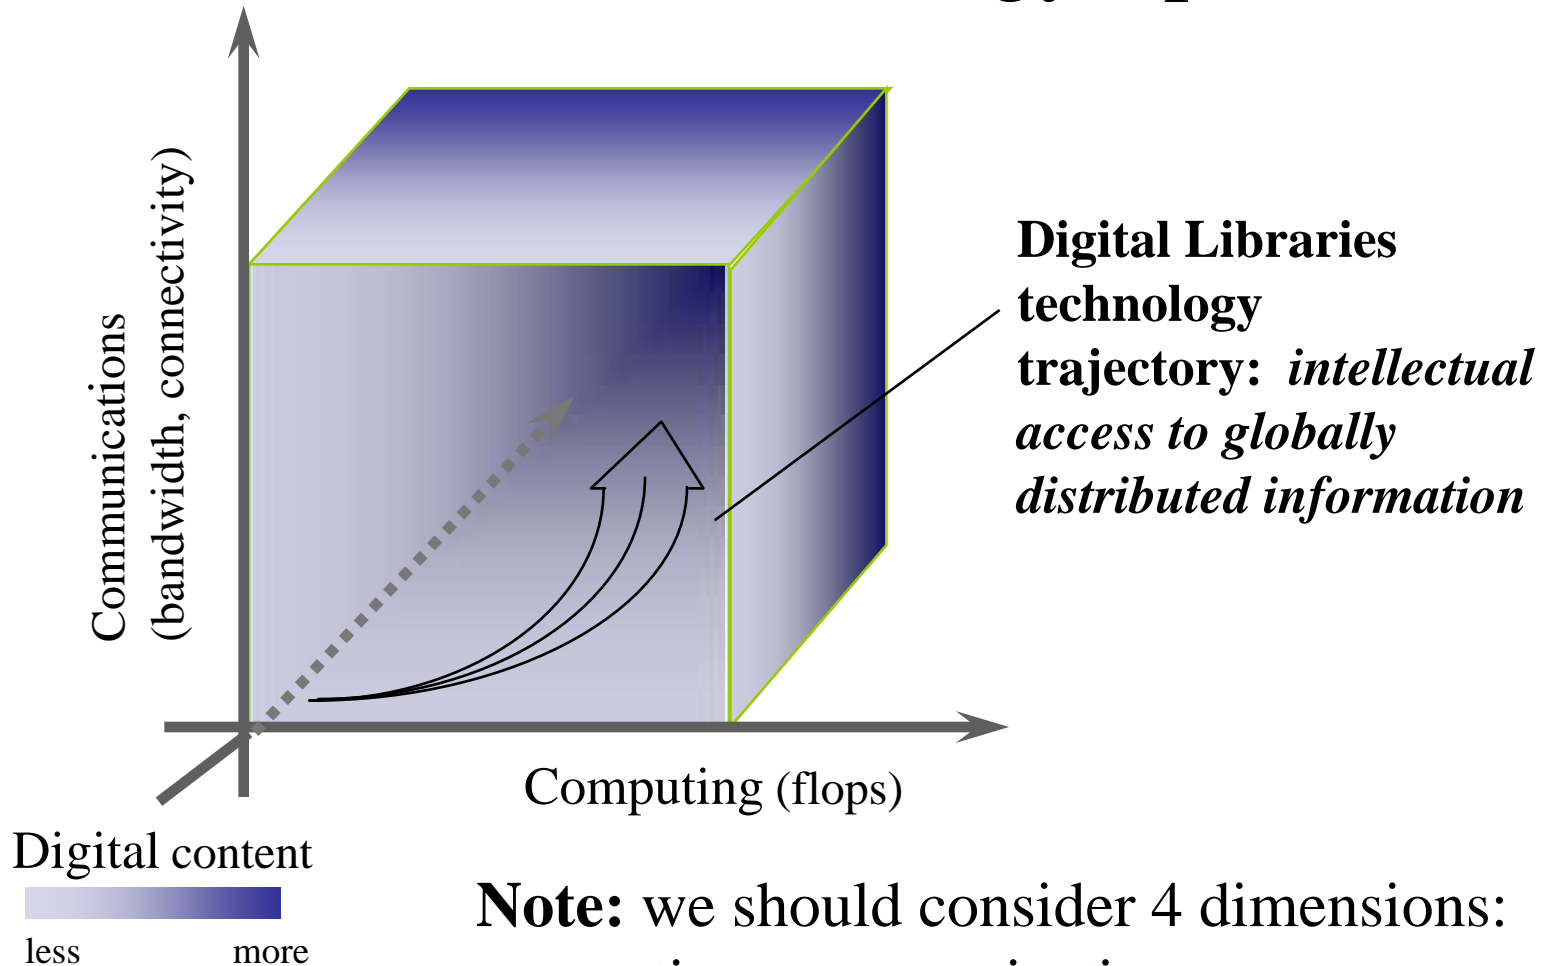 Communications
(bandwidth, connectivity)
Digital Libraries
technology
trajectory: intellectual
access to globally
distributed information
Computing (flops)
Digital content
less more
Note: we should consider 4 dimensions: